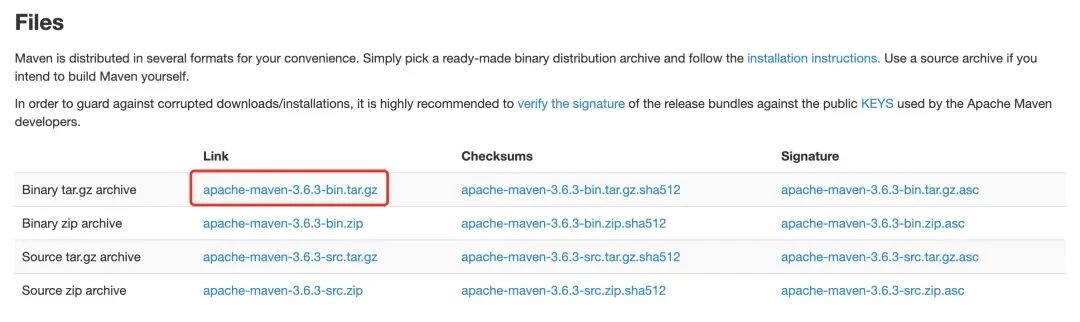 Files
Maven is distributed in several formats for your convenience. Simply pick a ready-made binary distribution archive and follow the installation instructions. Use a source archive if you
intend to build Maven yourself.
In order to guard against corrupted downloads/installations, it is highly recommended to verify the signature of the release bundles against the public KEYS used by the Apache Maven
developers.
Link Checksums Signature
Binary tar.gz archive apache-maven-3.6.3-bin.tar.gz apache-maven-3.6.3-bin.tar.gz.sha512 apache-maven-3.6.3-bin.tar.gz.asc
Binary zip archive apache-maven-3.6.3-bin.zip apache-maven-3.6.3-bin.zip.sha512 apache-maven-3.6.3-bin.zip.asc
Source tar.gz archive apache-maven-3.6.3-src.tar.gz apache-maven-3.6.3-src.tar.gz.sha512 apache-maven-3.6.3-src.tar.gz.asc
Source zip archive apache-maven-3.6.3-src.zip apache-maven-3.6.3-src.zip.sha512 apache-maven-3.6.3-src.zip.asc